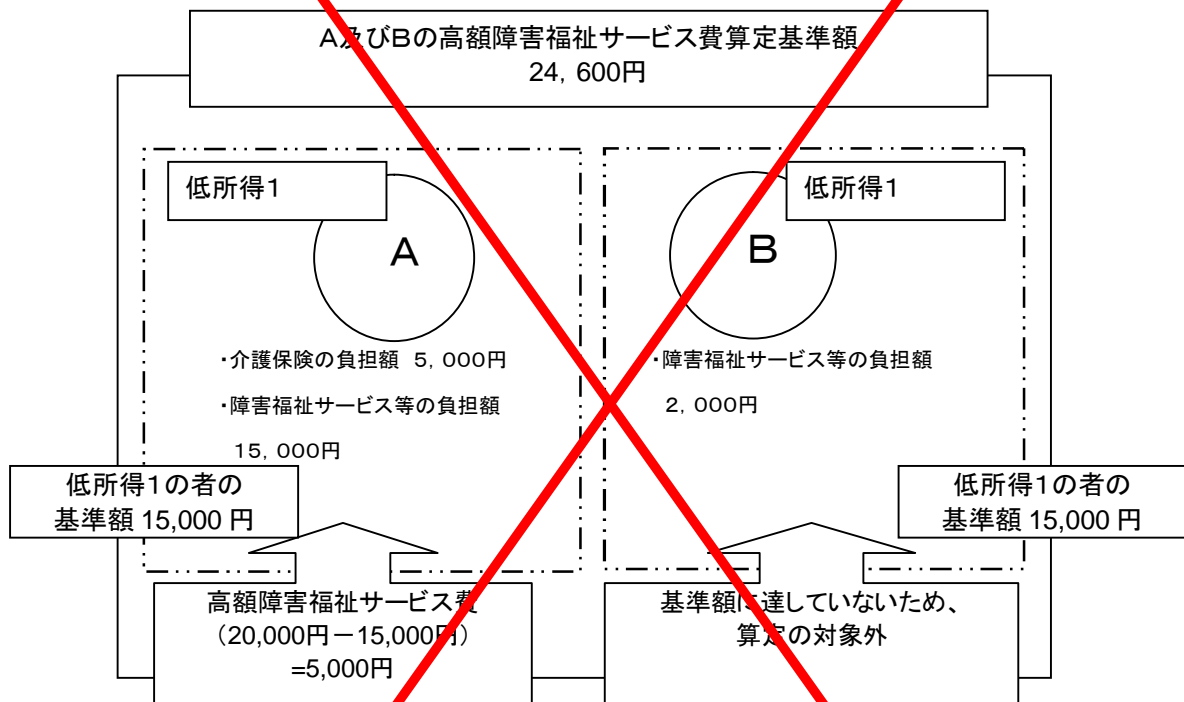 A及びBの高額障害福祉サービス費算定基準額
24,600円
低所得1
低所得1
A
B
・介護保険の負担額 5,000円
・障害福祉サービス等の負担額
15,000円
・障害福祉サービス等の負担額
2,000円
低所得1の者の
基準額 15,000 円
低所得1の者の
基準額 15,000 円
高額障害福祉サービス費
(20,000円-15,000円)
=5,000円
基準額に達していないため、
算定の対象外